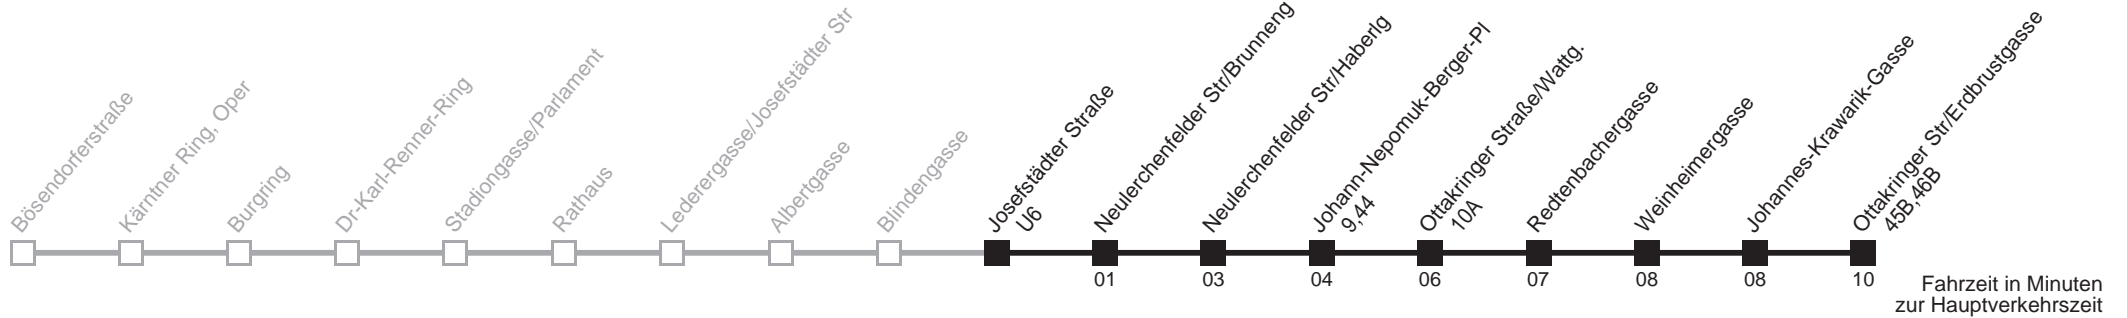 Bösendorferstraße
Kärntner Ring, Oper
Burgring
Dr-Karl-Renner-Ring
Stadiongasse/Parlament
Rathaus
Lederergasse/Josefstädter Str
Albertgasse
Blindengasse
Josefstädter Straße
U6
Neulerchenfelder Str/Brunneng
01
Neulerchenfelder Str/Haberlg
03
Johann-Nepomuk-Berger-Pl
9,44
04
Ottakringer Straße/Wattg.
10A
06
Redtenbachergasse
07
Weinheimergasse
08
Johannes-Krawarik-Gasse
08
Ottakringer Str/Erdbrustgasse
45B,46B
10
Fahrzeit in Minuten
zur Hauptverkehrszeit